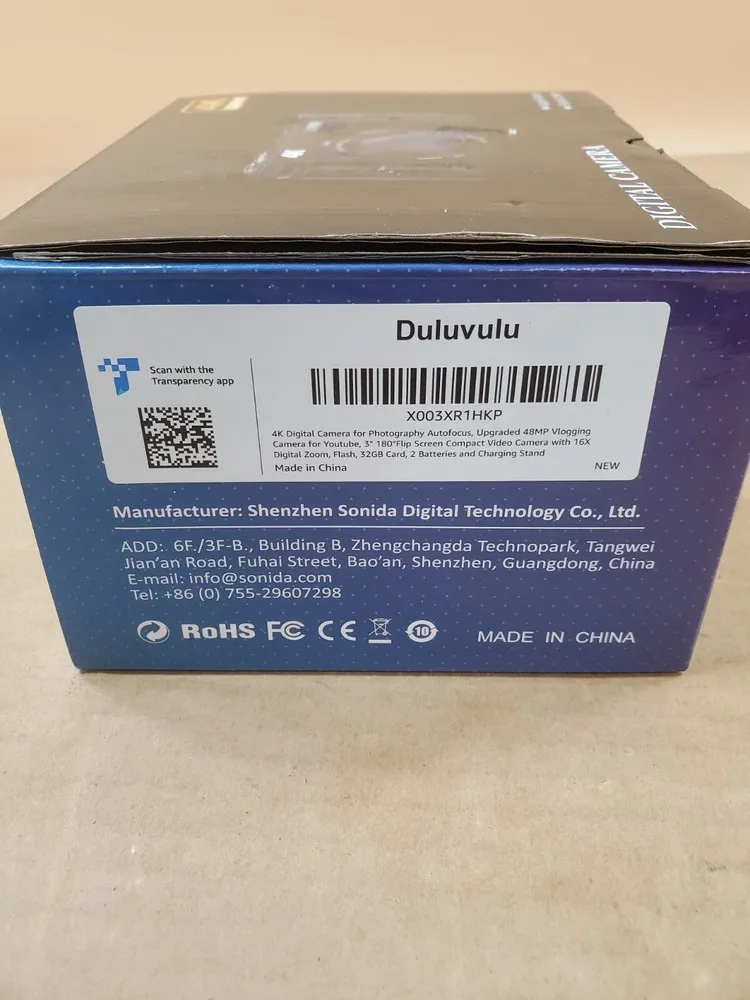 DIGITAL CAMERA
Duluvulu
Scan with the
Transparency app
X003XR1HKP
4K Digital Camera for Photography Autofocus, Upgraded 48MP Vlogging
Camera for Youtube, 3" 180°Flip Screen Compact Video Camera with 16X
Digital Zoom, Flash, 32GB Card, 2 Batteries and Charging Stand
Made in China
NEW
Manufacturer: Shenzhen Sonida Digital Technology Co., Ltd.
ADD: 6F./3F-B., Building B, Zhengchangda Technopark, Tangwei
Jian'an Road, Fuhai Street, Bao'an, Shenzhen, Guangdong, China
E-mail: info@sonida.com
Tel: +86 (0) 755-29607298
RoHS FC CE 10 MADE IN CHINA